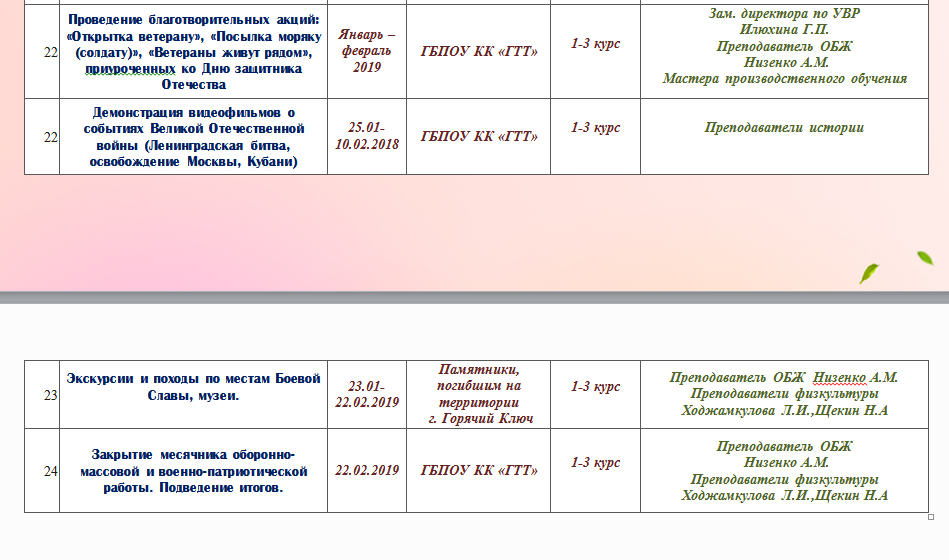 22
Проведение благотворительных акций:
«Открытка ветерану», «Посылка моряку
(солдату)», «Ветераны живут рядом»,
приуроченных ко Дню защитника
Отечества
Январь –
февраль
2019
ГБПОУ КК «ГТТ»
1-3 курс
Зам. директора по УВР
Илюхина Г.П.
Преподаватель ОБЖ
Низенко А.М.
Мастера производственного обучения
22
Демонстрация видеофильмов о
событиях Великой Отечественной
войны (Ленинградская битва,
освобождение Москвы, Кубани)
25.01-
10.02.2018
ГБПОУ КК «ГТТ»
1-3 курс
Преподаватели истории
23
Экскурсии и походы по местам Боевой
Славы, музеи.
23.01-
22.02.2019
Памятники,
погибшим на
территории
г. Горячий Ключ
1-3 курс
Преподаватель ОБЖ Низенко А.М.
Преподаватели физкультуры
Ходжамкулова Л.И.,Щекин Н.А
24
Закрытие месячника оборонно-
массовой и военно-патриотической
работы. Подведение итогов.
22.02.2019
ГБПОУ КК «ГТТ»
1-3 курс
Преподаватель ОБЖ
Низенко А.М.
Преподаватели физкультуры
Ходжамкулова Л.И.,Щекин Н.А